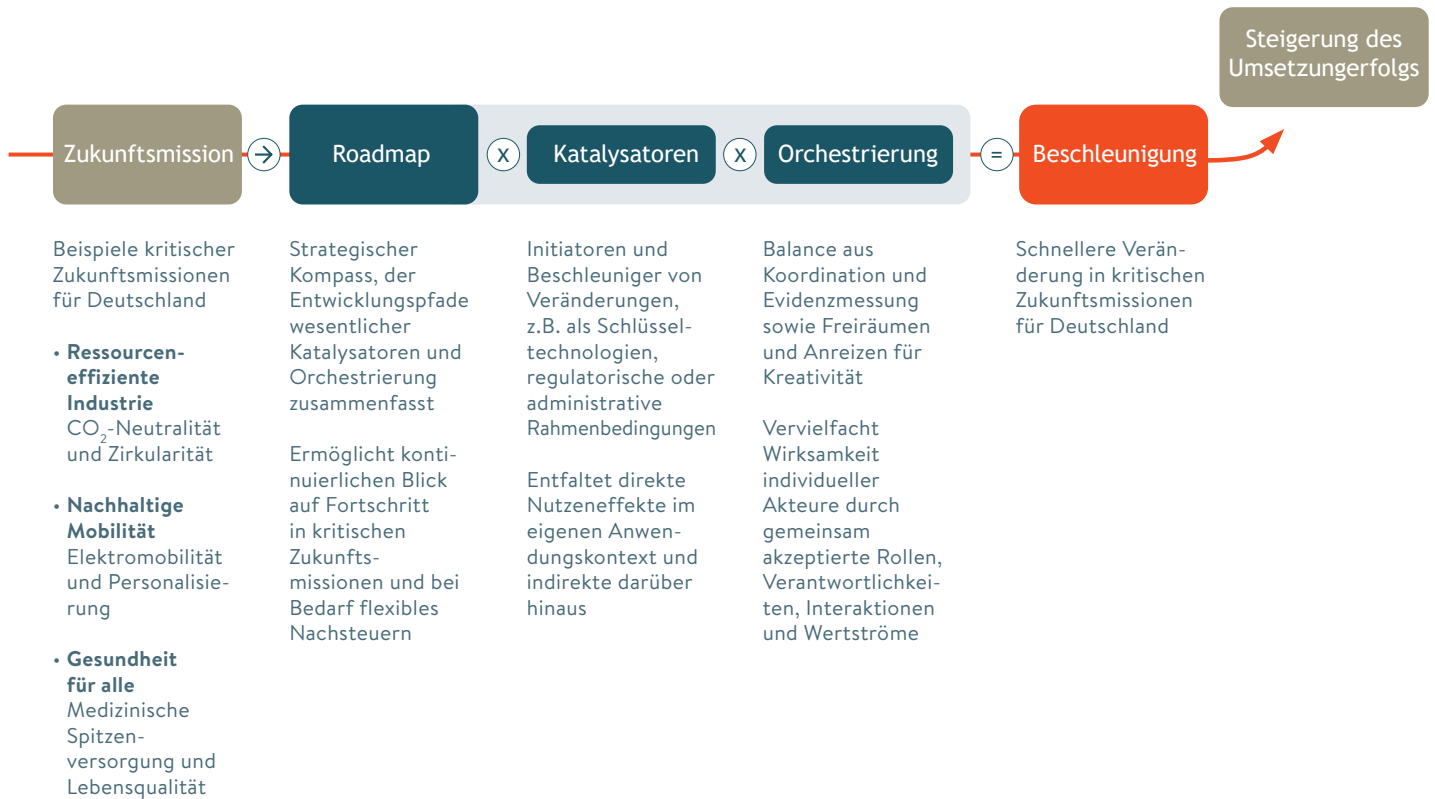 Steigerung des
Umsetzungerfolgs
Zukunftsmission
→
Roadmap
x
Katalysatoren
x
Orchestrierung
=
Beschleunigung
Beispiele kritischer
Zukunftsmissionen
für Deutschland
• Ressourcen-
effiziente
Industrie
CO2-Neutralität
und Zirkularität
• Nachhaltige
Mobilität
Elektromobilität
und Personalisie-
rung
• Gesundheit
für alle
Medizinische
Spitzen-
versorgung und
Lebensqualität
Strategischer
Kompass, der
Entwicklungspfade
wesentlicher
Katalysatoren und
Orchestrierung
zusammenfasst
Ermöglicht konti-
nuierlichen Blick
auf Fortschritt
in kritischen
Zukunfts-
missionen und bei
Bedarf flexibles
Nachsteuern
Initiatoren und
Beschleuniger von
Veränderungen,
z.B. als Schlüssel-
technologien,
regulatorische oder
administrative
Rahmenbedingungen
Entfaltet direkte
Nutzeneffekte im
eigenen Anwen-
dungskontext und
indirekte darüber
hinaus
Balance aus
Koordination und
Evidenzmessung
sowie Freiräumen
und Anreizen für
Kreativität
Vervielfacht
Wirksamkeit
individueller
Akteure durch
gemeinsam
akzeptierte Rollen,
Verantwortlichkei-
ten, Interaktionen
und Wertströme
Schnellere Verän-
derung in kritischen
Zukunftsmissionen
für Deutschland